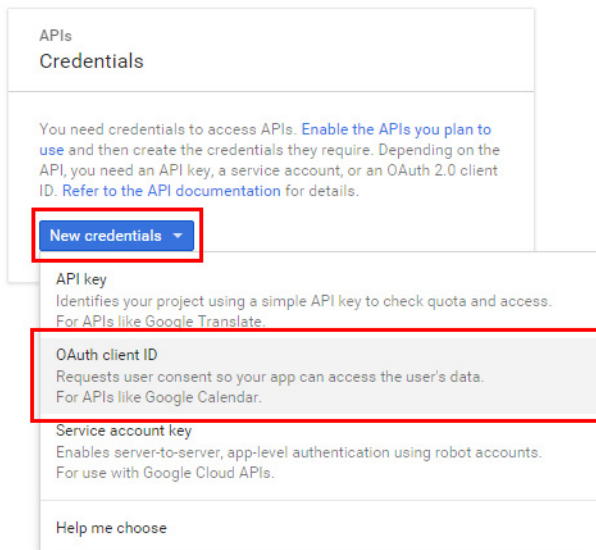 APIs
Credentials
You need credentials to access APIs. Enable the APIs you plan to
use and then create the credentials they require. Depending on the
API, you need an API key, a service account, or an OAuth 2.0 client
ID. Refer to the API documentation for details.
New credentials
API key
Identifies your project using a simple API key to check quota and access.
For APIs like Google Translate.
OAuth client ID
Requests user consent so your app can access the user's data.
For APIs like Google Calendar.
Service account key
Enables server-to-server, app-level authentication using robot accounts.
For use with Google Cloud APIs.
Help me choose